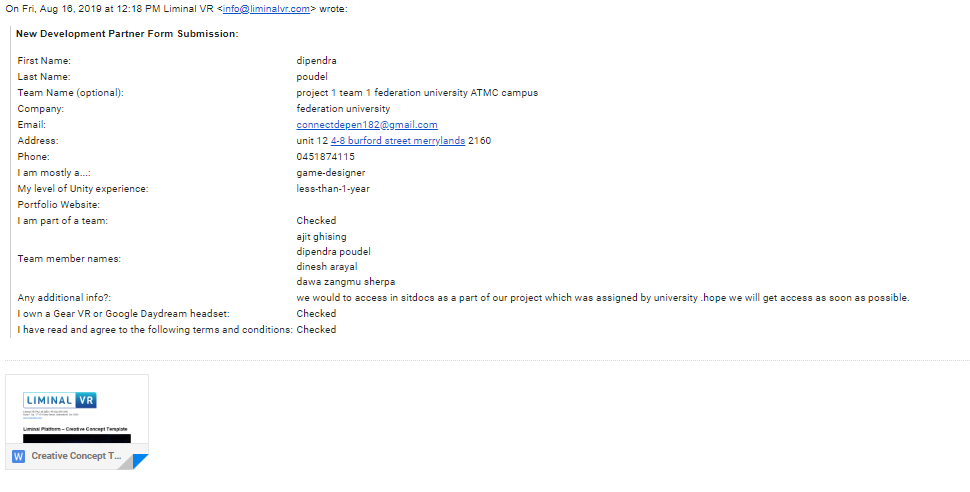 On Fri, Aug 16, 2019 at 12:18 PM Liminal VR <info@liminalvr.com> wrote:
New Development Partner Form Submission:
First Name: dipendra
Last Name: poudel
Team Name (optional): project 1 team 1 federation university ATMC campus
Company: federation university
Email: connectdepen182@gmail.com
Address: unit 12 4-8 burford street merrylands 2160
Phone: 0451874115
I am mostly a...: game-designer
My level of Unity experience: less-than-1-year
Portfolio Website:
I am part of a team: Checked
Team member names: ajit ghising
dipendra poudel
dinesh arayal
dawa zangmu sherpa
Any additional info?: we would to access in sitdocs as a part of our project which was assigned by university .hope we will get access as soon as possible.
I own a Gear VR or Google Daydream headset: Checked
I have read and agree to the following terms and conditions: Checked
LIMINAL VR
Liminal Platform – Creative Concept Template
W Creative Concept T...